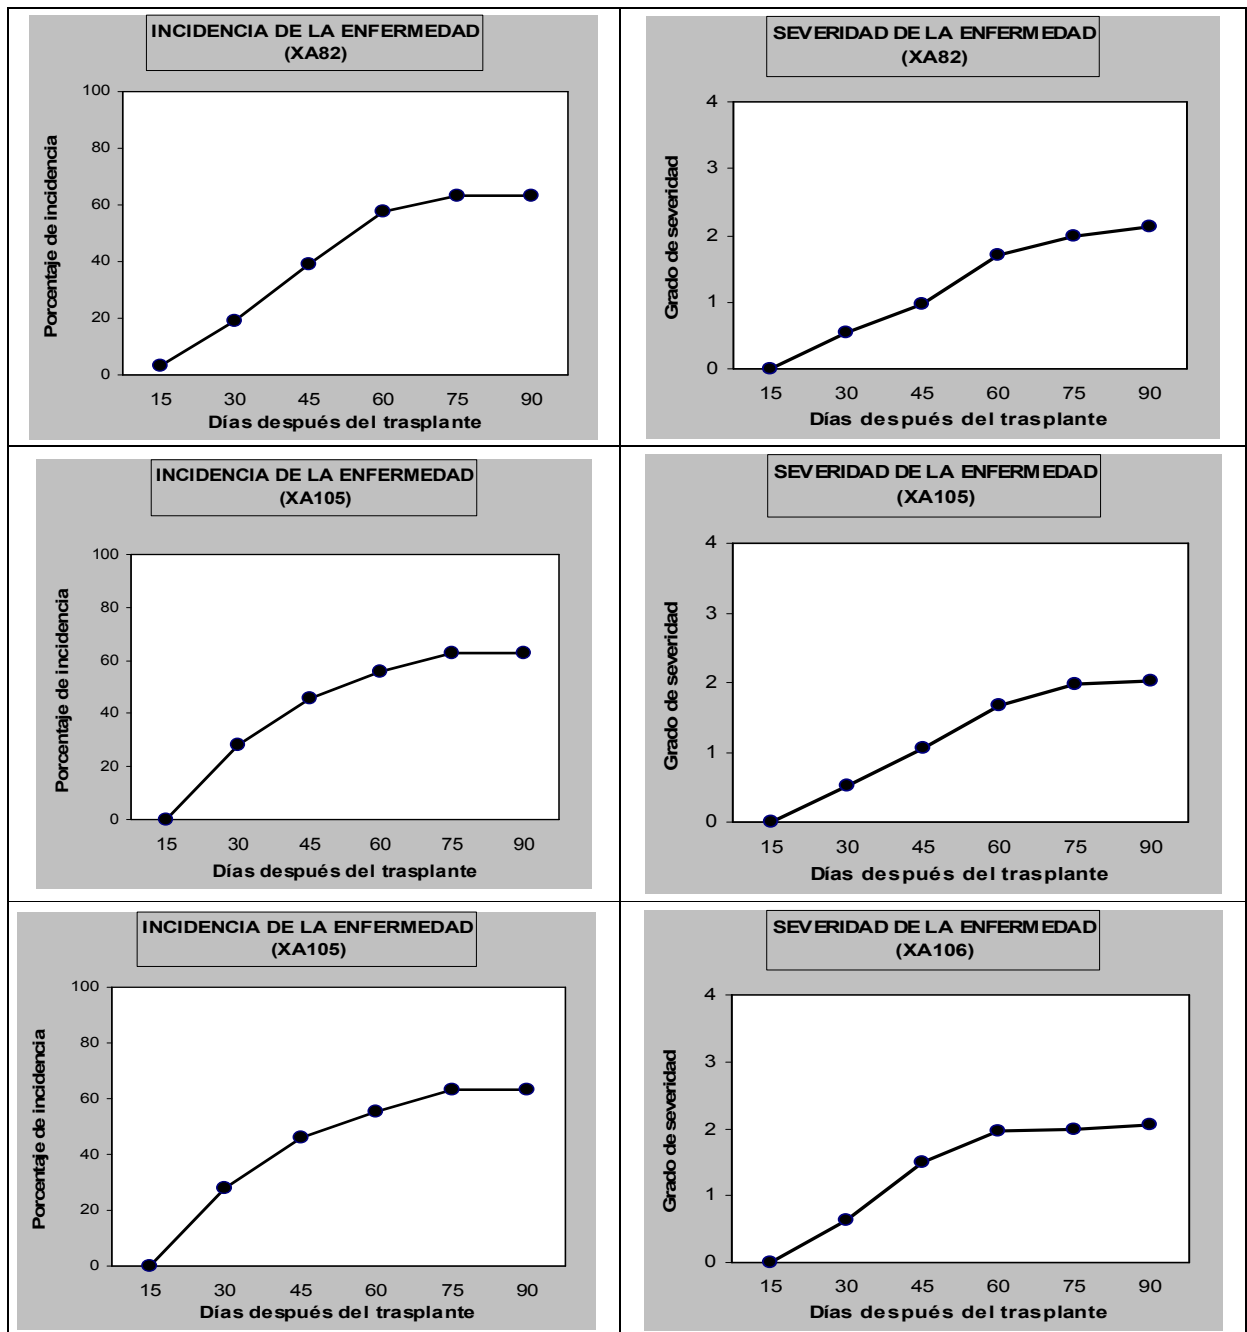 INCIDENCIA DE LA ENFERMEDAD
(XA82)
100
80
60
40
20
0
Porcentaje de incidencia
15 30 45 60 75 90
Días después del trasplante
SEVERIDAD DE LA ENFERMEDAD
(XA82)
4
3
2
1
0
Grado de severidad
15 30 45 60 75 90
Días después del trasplante
INCIDENCIA DE LA ENFERMEDAD
(XA105)
100
80
60
40
20
0
Porcentaje de incidencia
15 30 45 60 75 90
Días después del trasplante
SEVERIDAD DE LA ENFERMEDAD
(XA105)
4
3
2
1
0
Grado de severidad
15 30 45 60 75 90
Días después del trasplante
INCIDENCIA DE LA ENFERMEDAD
(XA105)
100
80
60
40
20
0
Porcentaje de incidencia
15 30 45 60 75 90
Días después del trasplante
SEVERIDAD DE LA ENFERMEDAD
(XA106)
4
3
2
1
0
Grado de severidad
15 30 45 60 75 90
Días después del trasplante